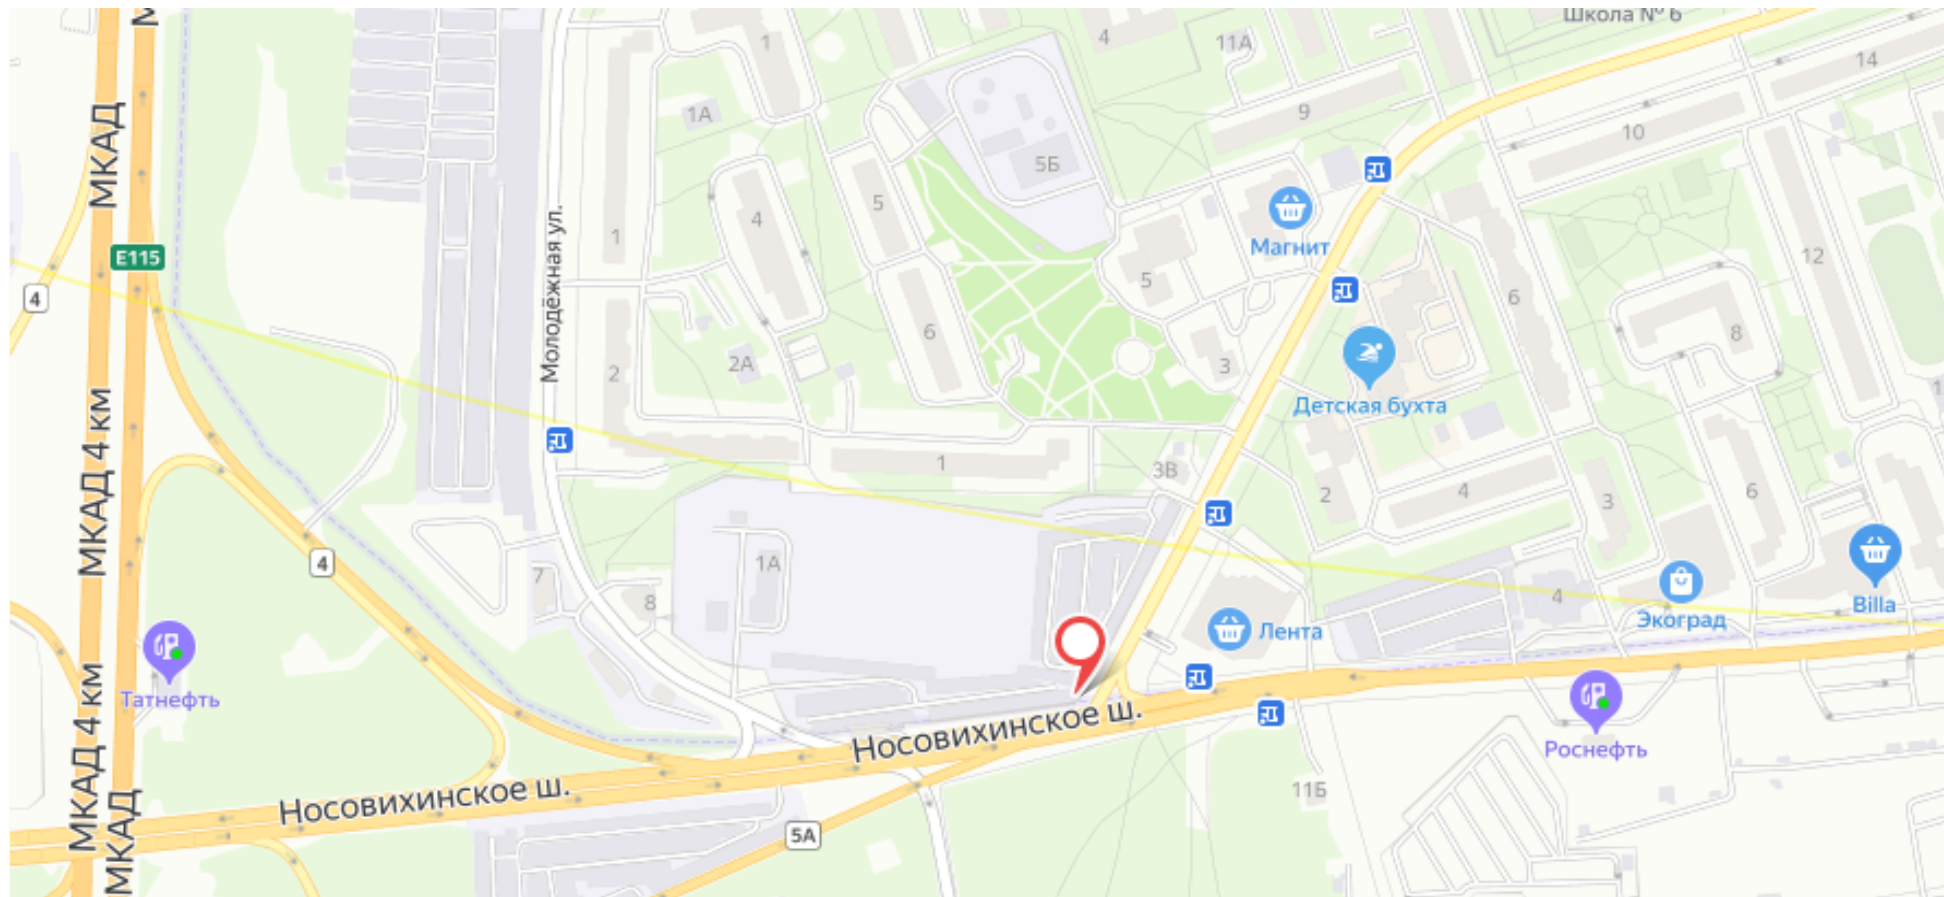 М
Школа № 6
1
4
11А
14
МКАД
1А
9
10
5Б
5
4
1
Молодёжная ул.
Магнит
E115
4
5
12
6
6
8
2А
2
3
Детская бухта
МКАД 4 км
1
3В
2
4
3
6
4
1А
7
8
4
Экоград
Billa
Лента
Татнефть
МКАД 4 км
Носовихинское ш.
Роснефть
Носовихинское ш.
11Б
5А
МКАД